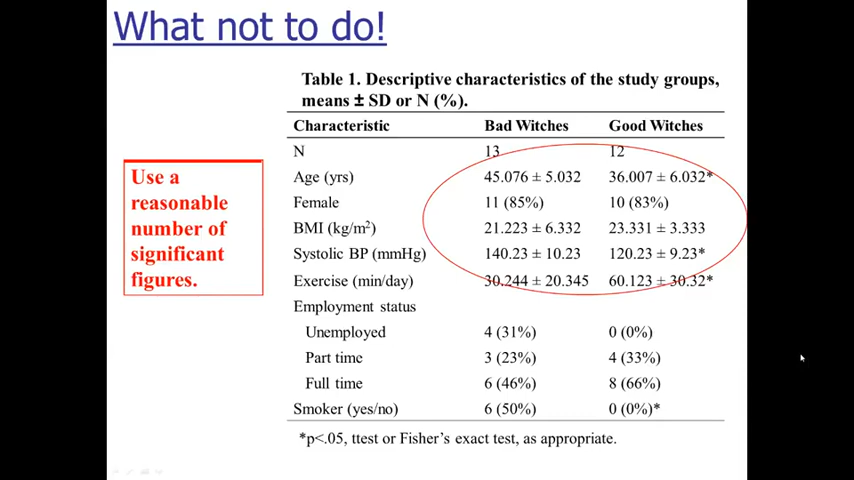 What not to do!
Table 1. Descriptive characteristics of the study groups,
means ± SD or N (%).
Characteristic Bad Witches Good Witches
N 13 12
Age (yrs) 45.076 ± 5.032 36.007 ± 6.032*
Female 11 (85%) 10 (83%)
BMI (kg/m²) 21.223 ± 6.332 23.331 ± 3.333
Systolic BP (mmHg) 140.23 ± 10.23 120.23 ± 9.23*
Exercise (min/day) 30.244 ± 20.345 60.123 ± 30.32*
Employment status
Unemployed 4 (31%) 0 (0%)
Part time 3 (23%) 4 (33%)
Full time 6 (46%) 8 (66%)
Smoker (yes/no) 6 (50%) 0 (0%)*
*p<.05, ttest or Fisher's exact test, as appropriate.
Use a
reasonable
number of
significant
figures.